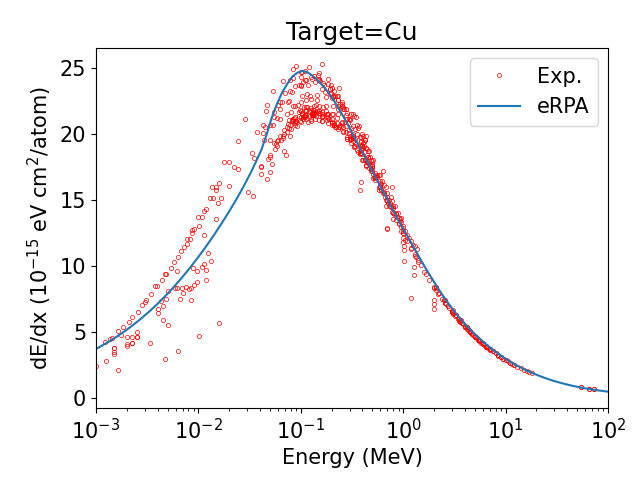 Target=Cu
Exp.
eRPA
dE/dx (10⁻¹⁵ eV cm²/atom)
25
20
15
10
5
0
10⁻³ 10⁻² 10⁻¹ 10⁰ 10¹ 10²
Energy (MeV)